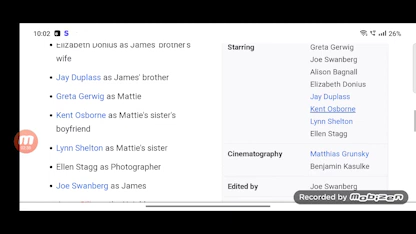 10:02 S 26%
Elizabeth Donius as James' brother's
wife
Jay Duplass as James' brother
Greta Gerwig as Mattie
Kent Osborne as Mattie's sister's
boyfriend
Lynn Shelton as Mattie's sister
Ellen Stagg as Photographer
Joe Swanberg as James
Starring
Greta Gerwig
Joe Swanberg
Alison Bagnall
Elizabeth Donius
Jay Duplass
Kent Osborne
Lynn Shelton
Ellen Stagg
Cinematography
Matthias Grunsky
Benjamin Kasulke
Edited by
Joe Swanberg
Recorded by Mobizen